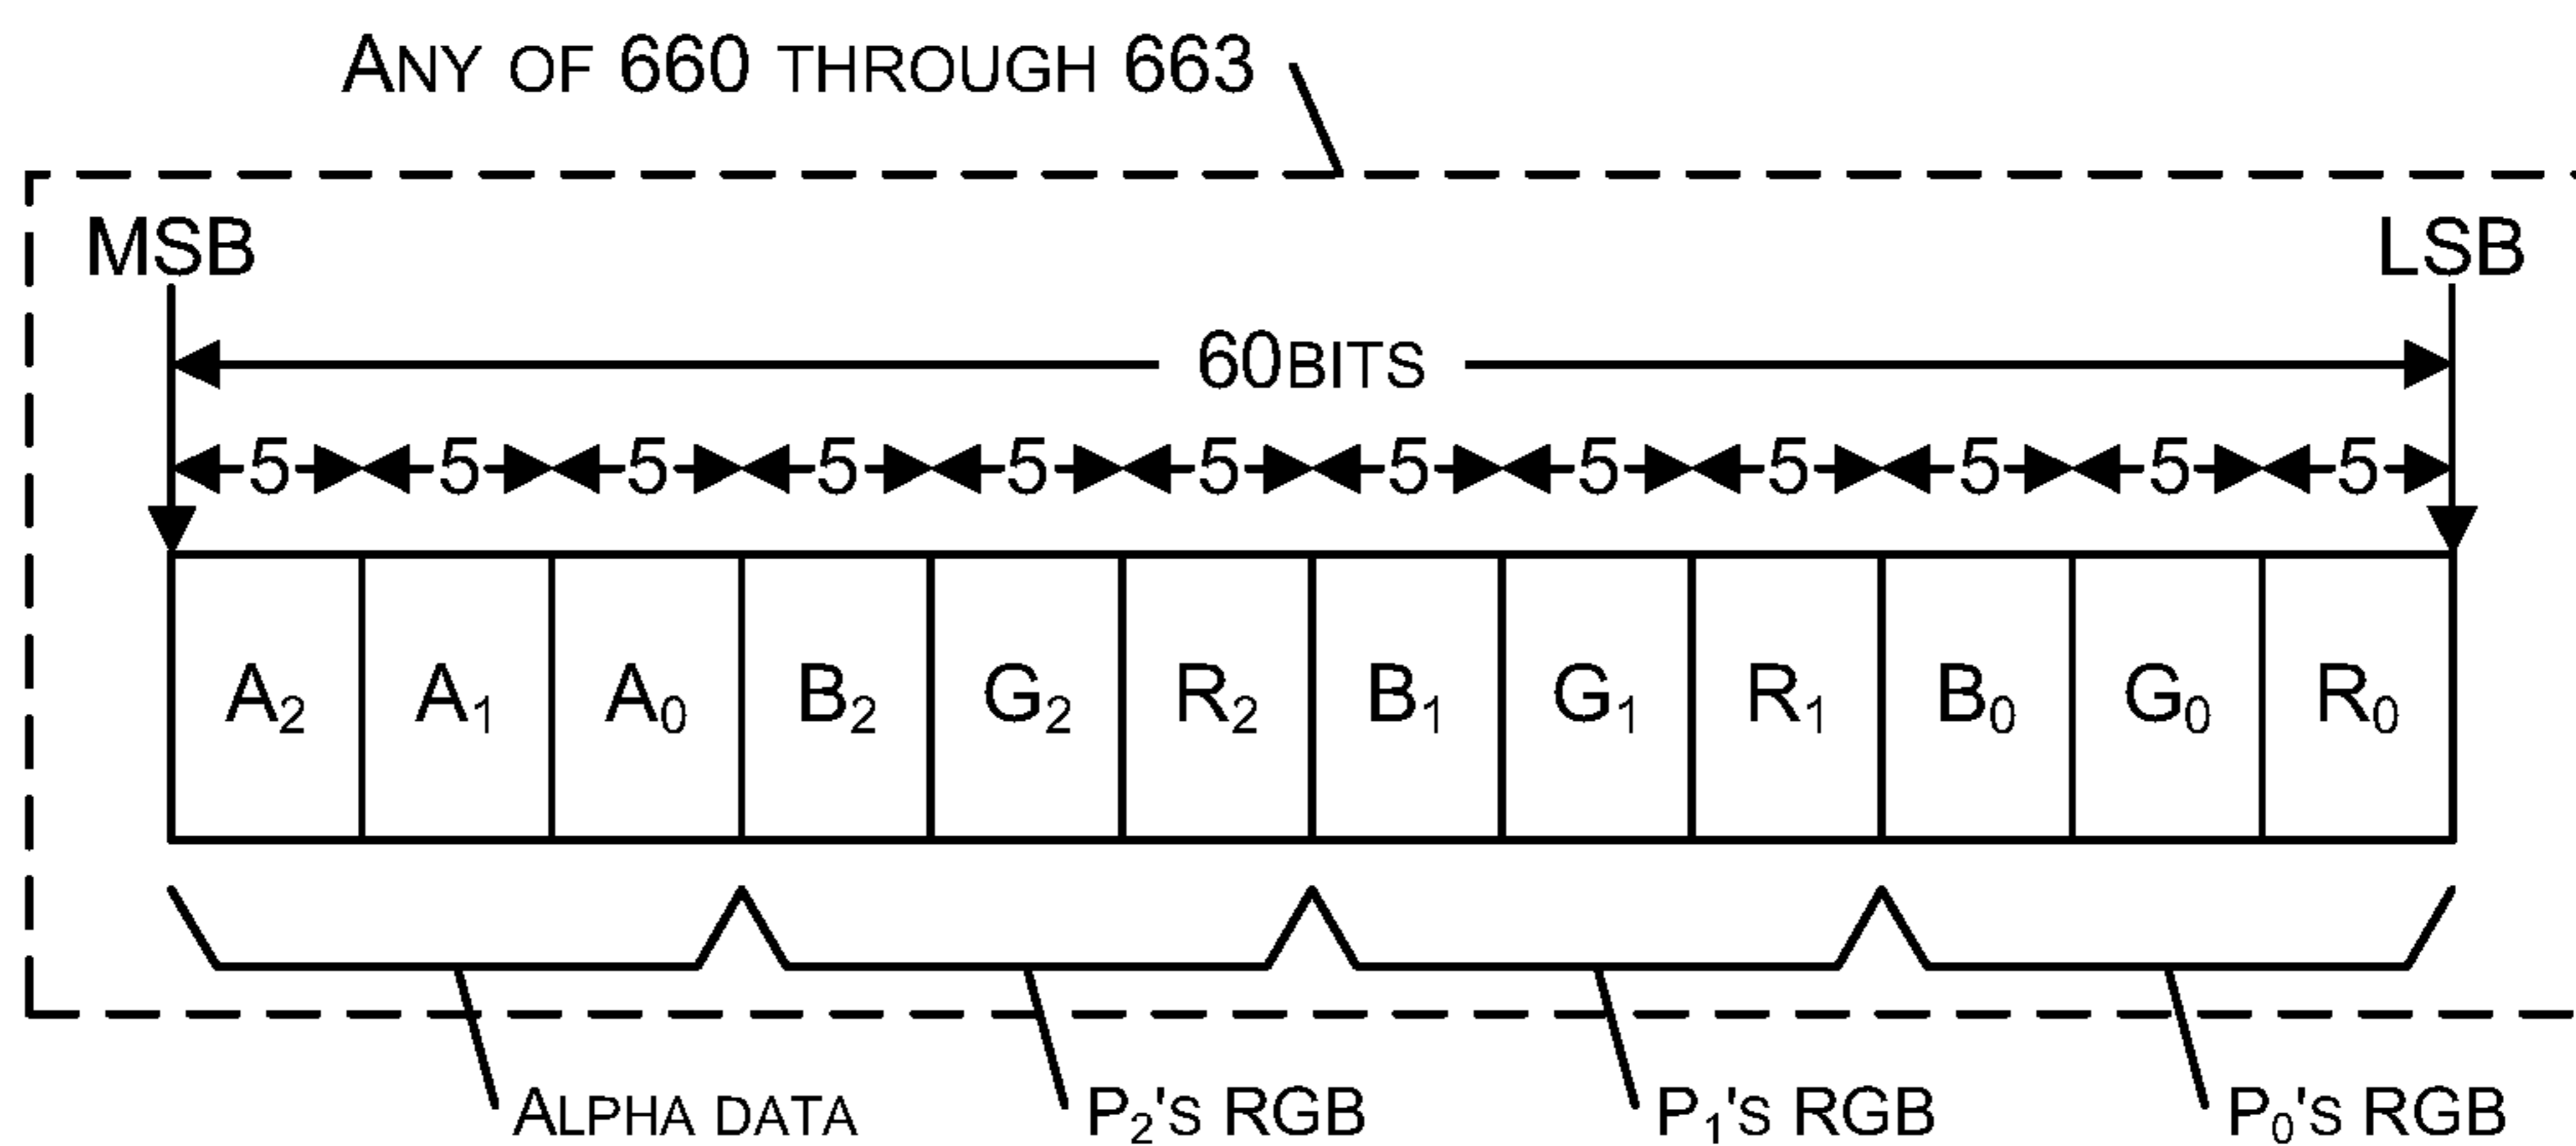 ANY OF 660 THROUGH 663
MSB LSB
60BITS
5 5 5 5 5 5 5 5 5 5 5 5
A₂ A₁ A₀ B₂ G₂ R₂ B₁ G₁ R₁ B₀ G₀ R₀
ALPHA DATA P₂'S RGB P₁'S RGB P₀'S RGB